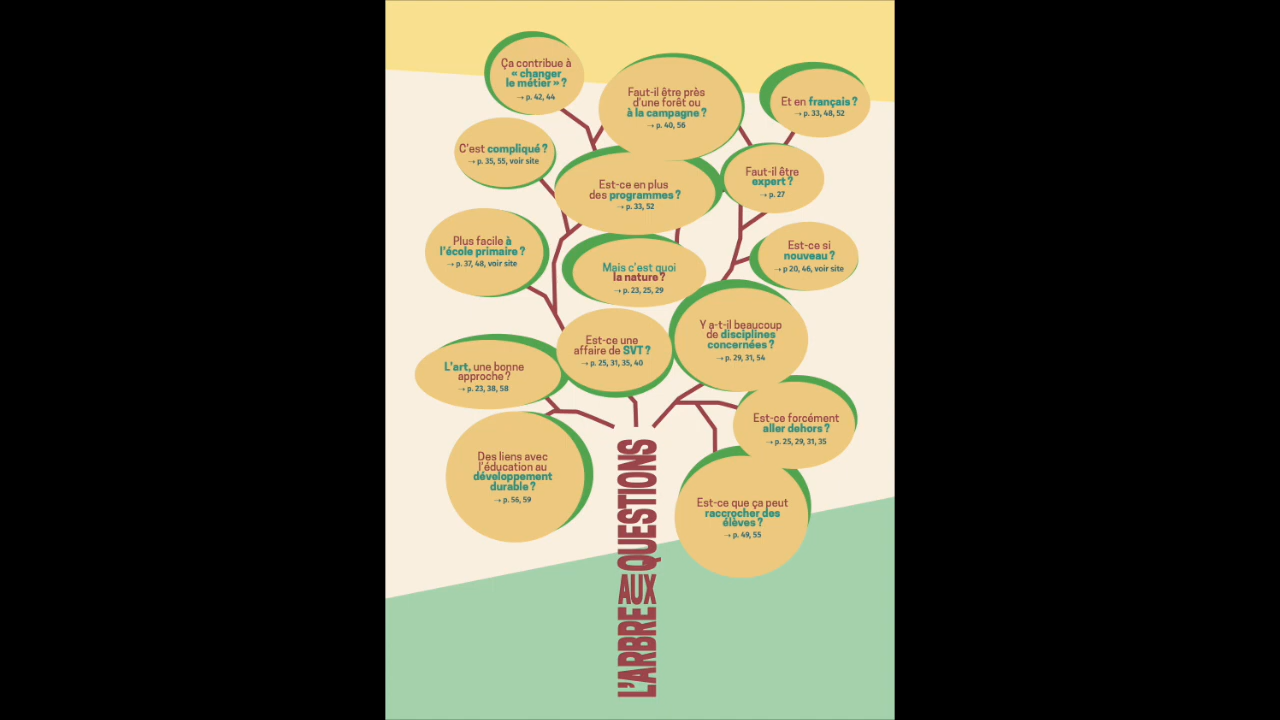 Ça contribue à
« changer
le métier » ?
➝ p. 42, 44
Faut-il être près
d'une forêt ou
à la campagne ?
➝ p. 40, 56
Et en français ?
➝ p. 33, 48, 52
C'est compliqué ?
➝ p. 35, 55, voir site
Est-ce en plus
des programmes ?
➝ p. 33, 52
Faut-il être
expert ?
➝ p. 27
Plus facile à
l'école primaire ?
➝ p. 37, 48, voir site
Mais c'est quoi
la nature ?
➝ p. 23, 25, 29
Est-ce si
nouveau ?
➝ p 20, 46, voir site
Est-ce une
affaire de SVT ?
➝ p. 25, 31, 35, 40
Y a-t-il beaucoup
de disciplines
concernées ?
➝ p. 29, 31, 54
L'art, une bonne
approche ?
➝ p. 23, 38, 58
Est-ce forcément
aller dehors ?
➝ p. 25, 29, 31, 35
Des liens avec
l'éducation au
développement
durable ?
➝ p. 56, 59
Est-ce que ça peut
raccrocher des
élèves ?
➝ p. 49, 55
L'ARBRE AUX QUESTIONS